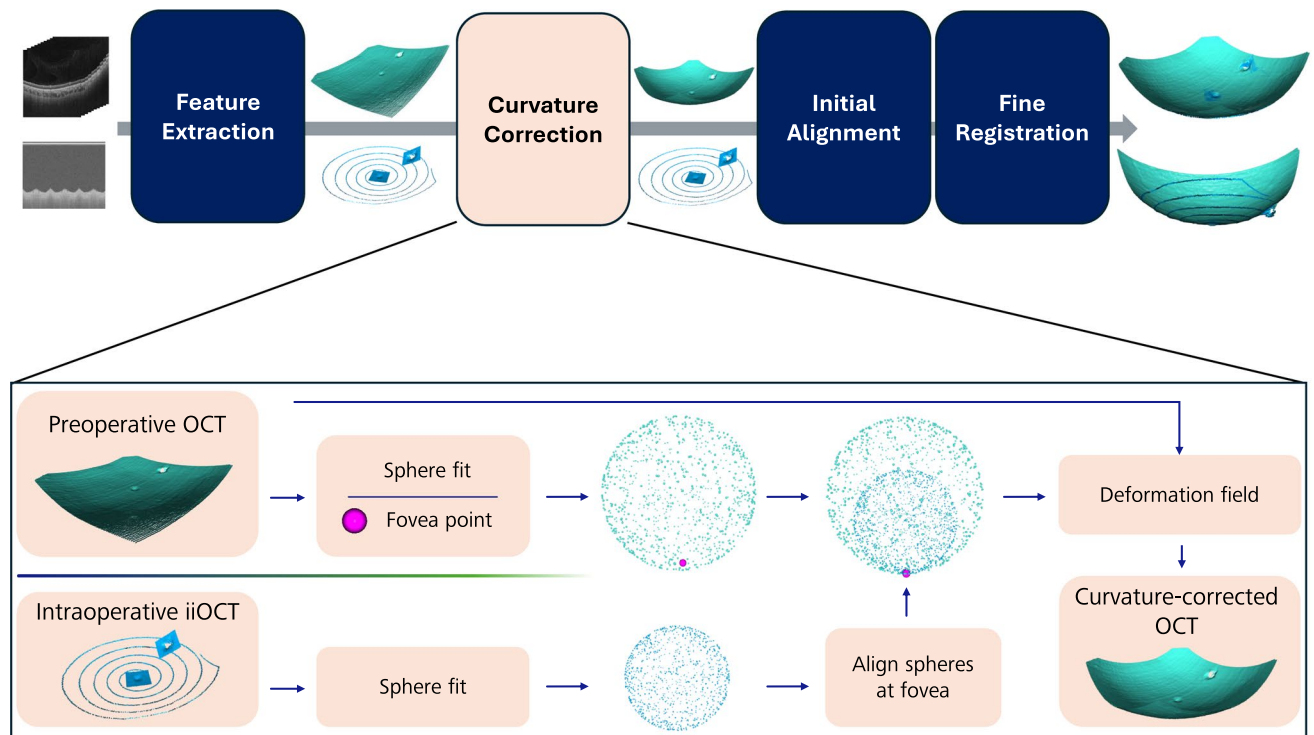 Feature
Extraction
Curvature
Correction
Initial
Alignment
Fine
Registration
Preoperative OCT
Sphere fit
Fovea point
Deformation field
Intraoperative iiOCT
Sphere fit
Align spheres
at fovea
Curvature-corrected
OCT